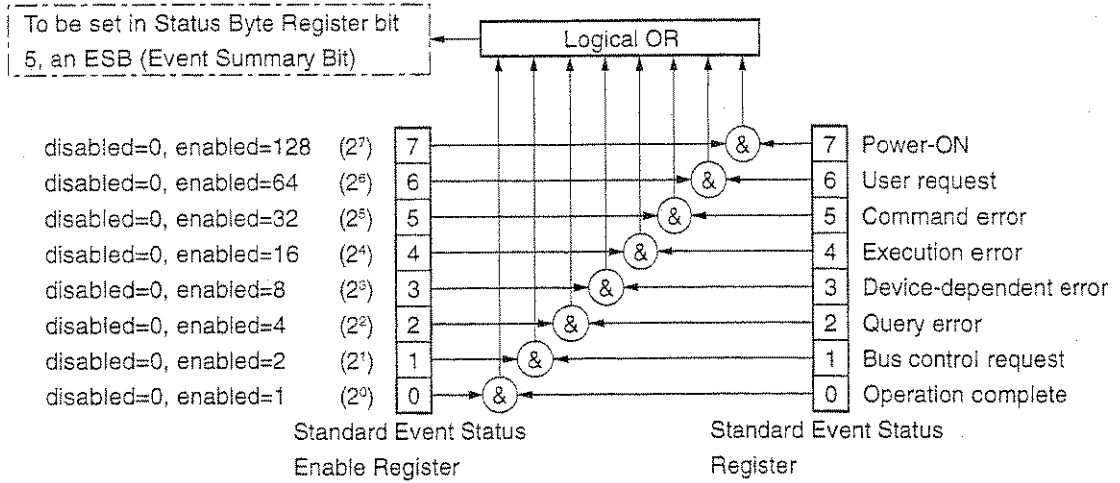 To be set in Status Byte Register bit
5, an ESB (Event Summary Bit)
Logical OR
disabled=0, enabled=128 (2⁷) 7 & 7 Power-ON
disabled=0, enabled=64 (2⁶) 6 & 6 User request
disabled=0, enabled=32 (2⁵) 5 & 5 Command error
disabled=0, enabled=16 (2⁴) 4 & 4 Execution error
disabled=0, enabled=8 (2³) 3 & 3 Device-dependent error
disabled=0, enabled=4 (2²) 2 & 2 Query error
disabled=0, enabled=2 (2¹) 1 & 1 Bus control request
disabled=0, enabled=1 (2⁰) 0 & 0 Operation complete
Standard Event Status
Enable Register
Standard Event Status
Register